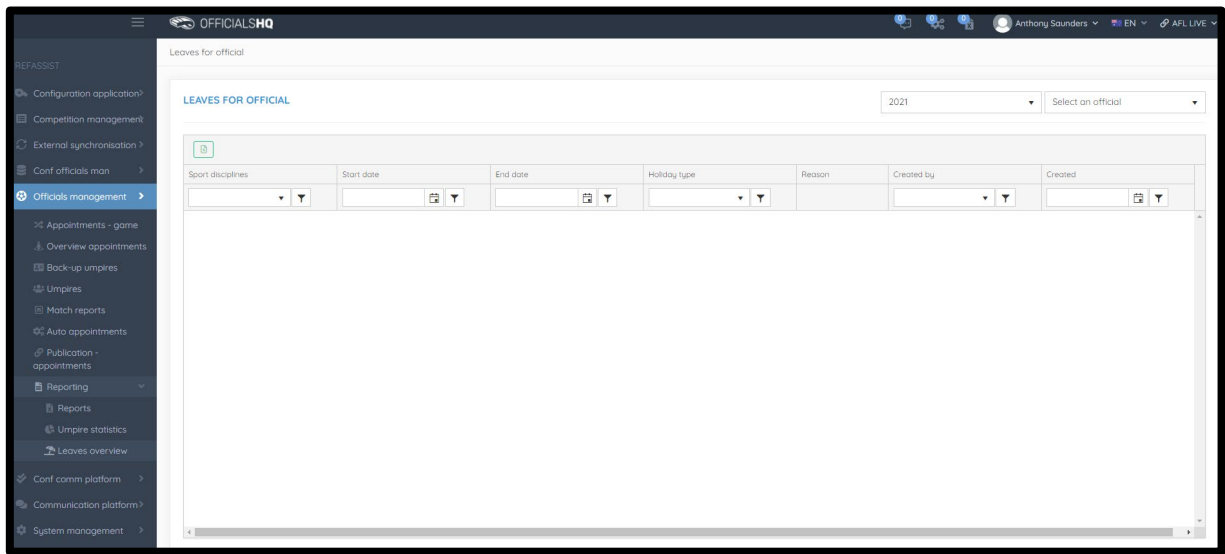 OFFICIALSHQ
0 0 0 Anthony Saunders EN AFL LIVE
REFASSIST
Configuration application
Competition management
External synchronisation
Conf officials man
Officials management
Appointments - game
Overview appointments
Back-up umpires
Umpires
Match reports
Auto appointments
Publication -
appointments
Reporting
Reports
Umpire statistics
Leaves overview
Conf comm platform
Communication platform
System management
Leaves for official
LEAVES FOR OFFICIAL
2021 Select an official
Sport disciplines Start date End date Holiday type Reason Created by Created